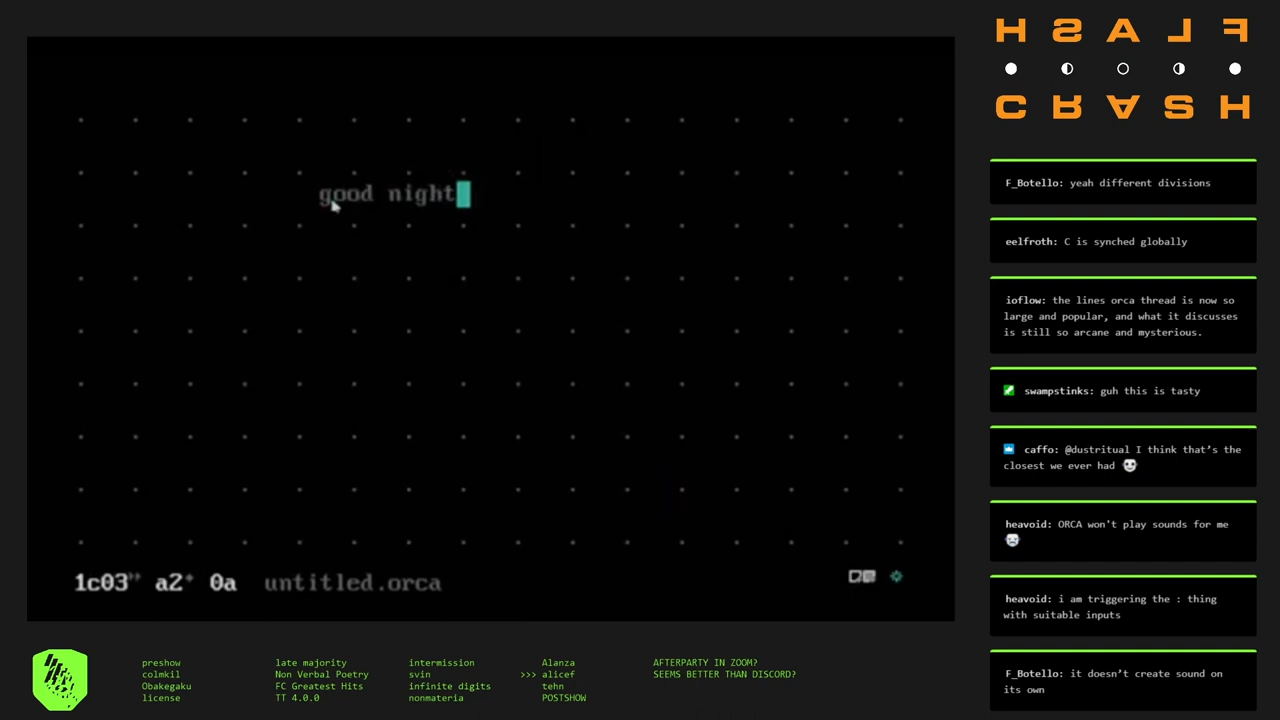 FLASH
CRASH
good night
1c03" a2* 0a untitled.orca
F_Botello: yeah different divisions
eelfroth: C is synched globally
ioflow: the lines orca thread is now so
large and popular, and what it discusses
is still so arcane and mysterious.
swampstinks: guh this is tasty
caffo: @dustritual I think that’s the
closest we ever had
heavoid: ORCA won't play sounds for me
heavoid: i am triggering the : thing
with suitable inputs
F_Botello: it doesn’t create sound on
its own
preshow
colmkil
Obakegaku
license
late majority
Non Verbal Poetry
FC Greatest Hits
TT 4.0.0
intermission
svin
infinite digits
nonmateria
Alanza
>>> alicef
tehn
POSTSHOW
AFTERPARTY IN ZOOM?
SEEMS BETTER THAN DISCORD?